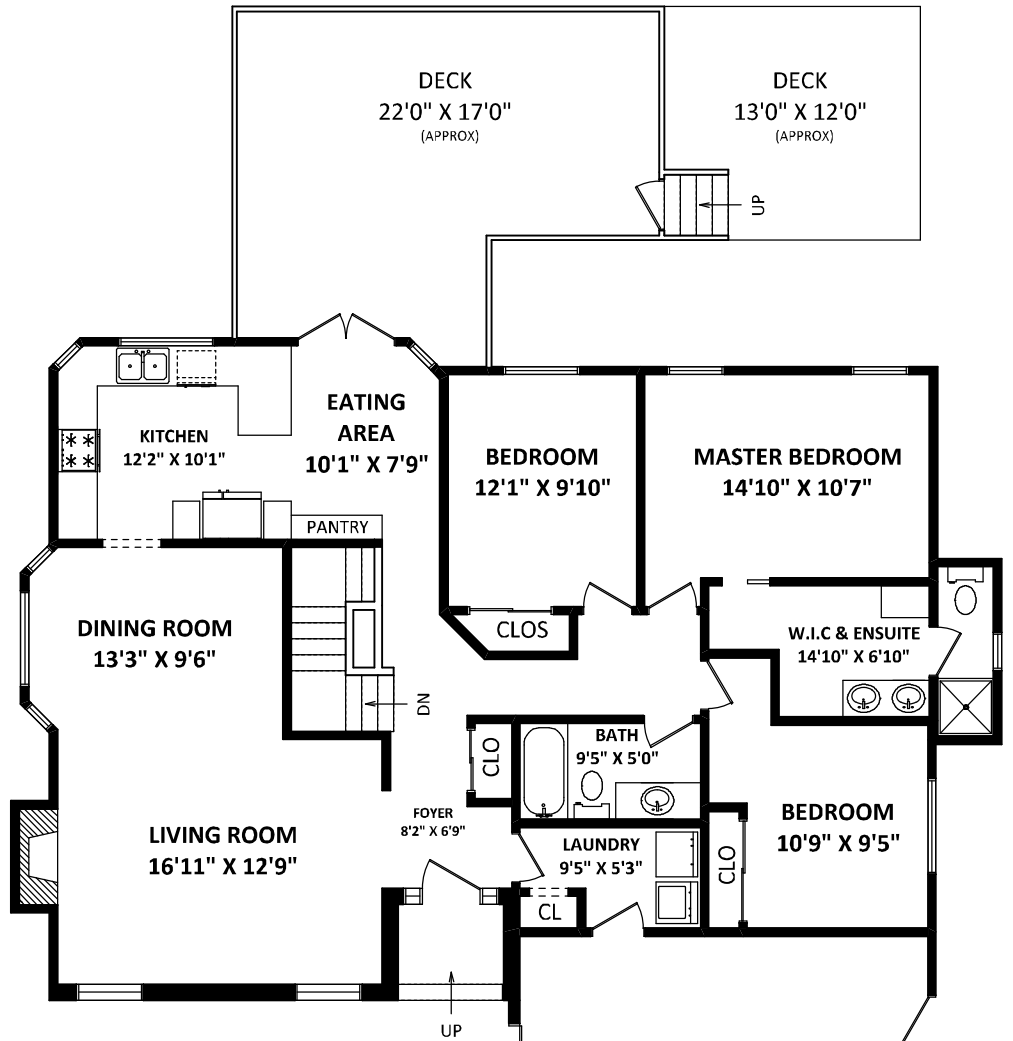 DECK
22'0" X 17'0"
(APPROX)
DECK
13'0" X 12'0"
(APPROX)
UP
EATING
AREA
10'1" X 7'9"
KITCHEN
12'2" X 10'1"
BEDROOM
12'1" X 9'10"
MASTER BEDROOM
14'10" X 10'7"
PANTRY
DINING ROOM
13'3" X 9'6"
CLOS
W.I.C & ENSUITE
14'10" X 6'10"
DN
CLO
BATH
9'5" X 5'0"
FOYER
8'2" X 6'9"
LIVING ROOM
16'11" X 12'9"
LAUNDRY
9'5" X 5'3"
CLO
BEDROOM
10'9" X 9'5"
CL
UP